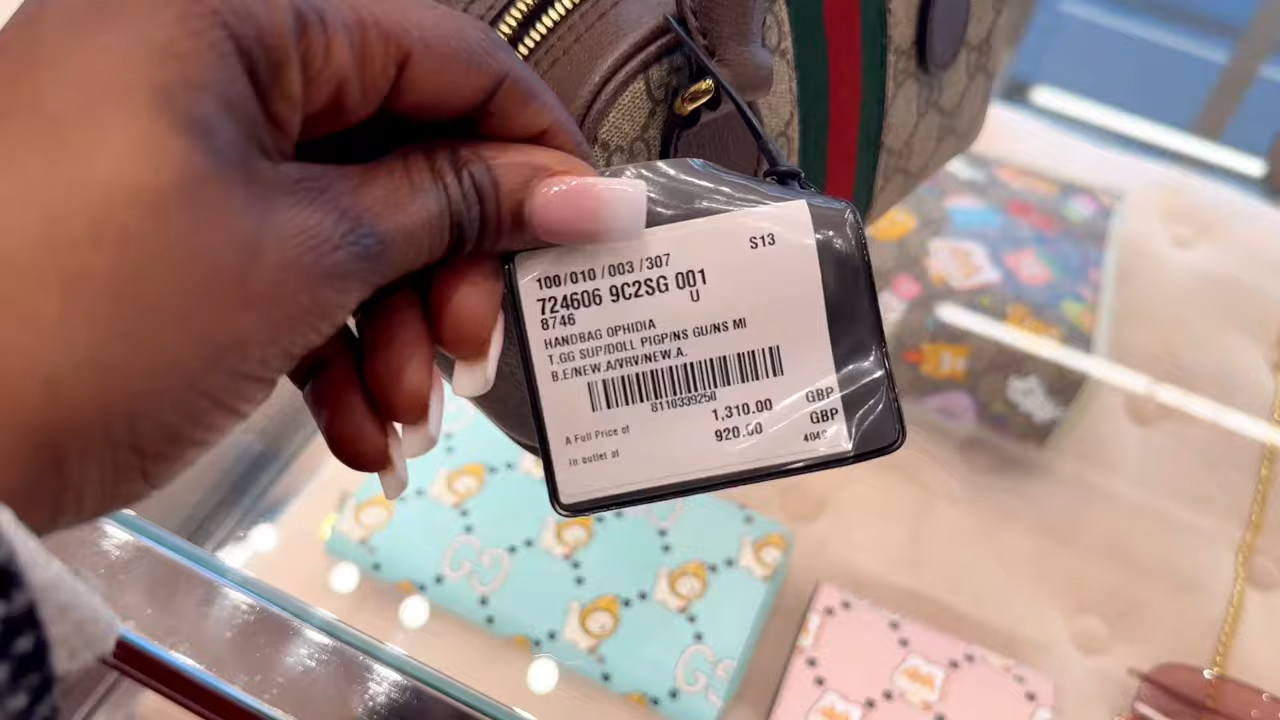 S13
100/010/003/307
724606 9C2SG 001
U
8746
HANDBAG OPHIDIA
T.GG SUP/DOLL PIGP/NS GU/NS MI
B.E/NEW.A/VRV/NEW.A.
8110339250
A Full Price of 1,310.00 GBP
In outlet at 920.00 GBP